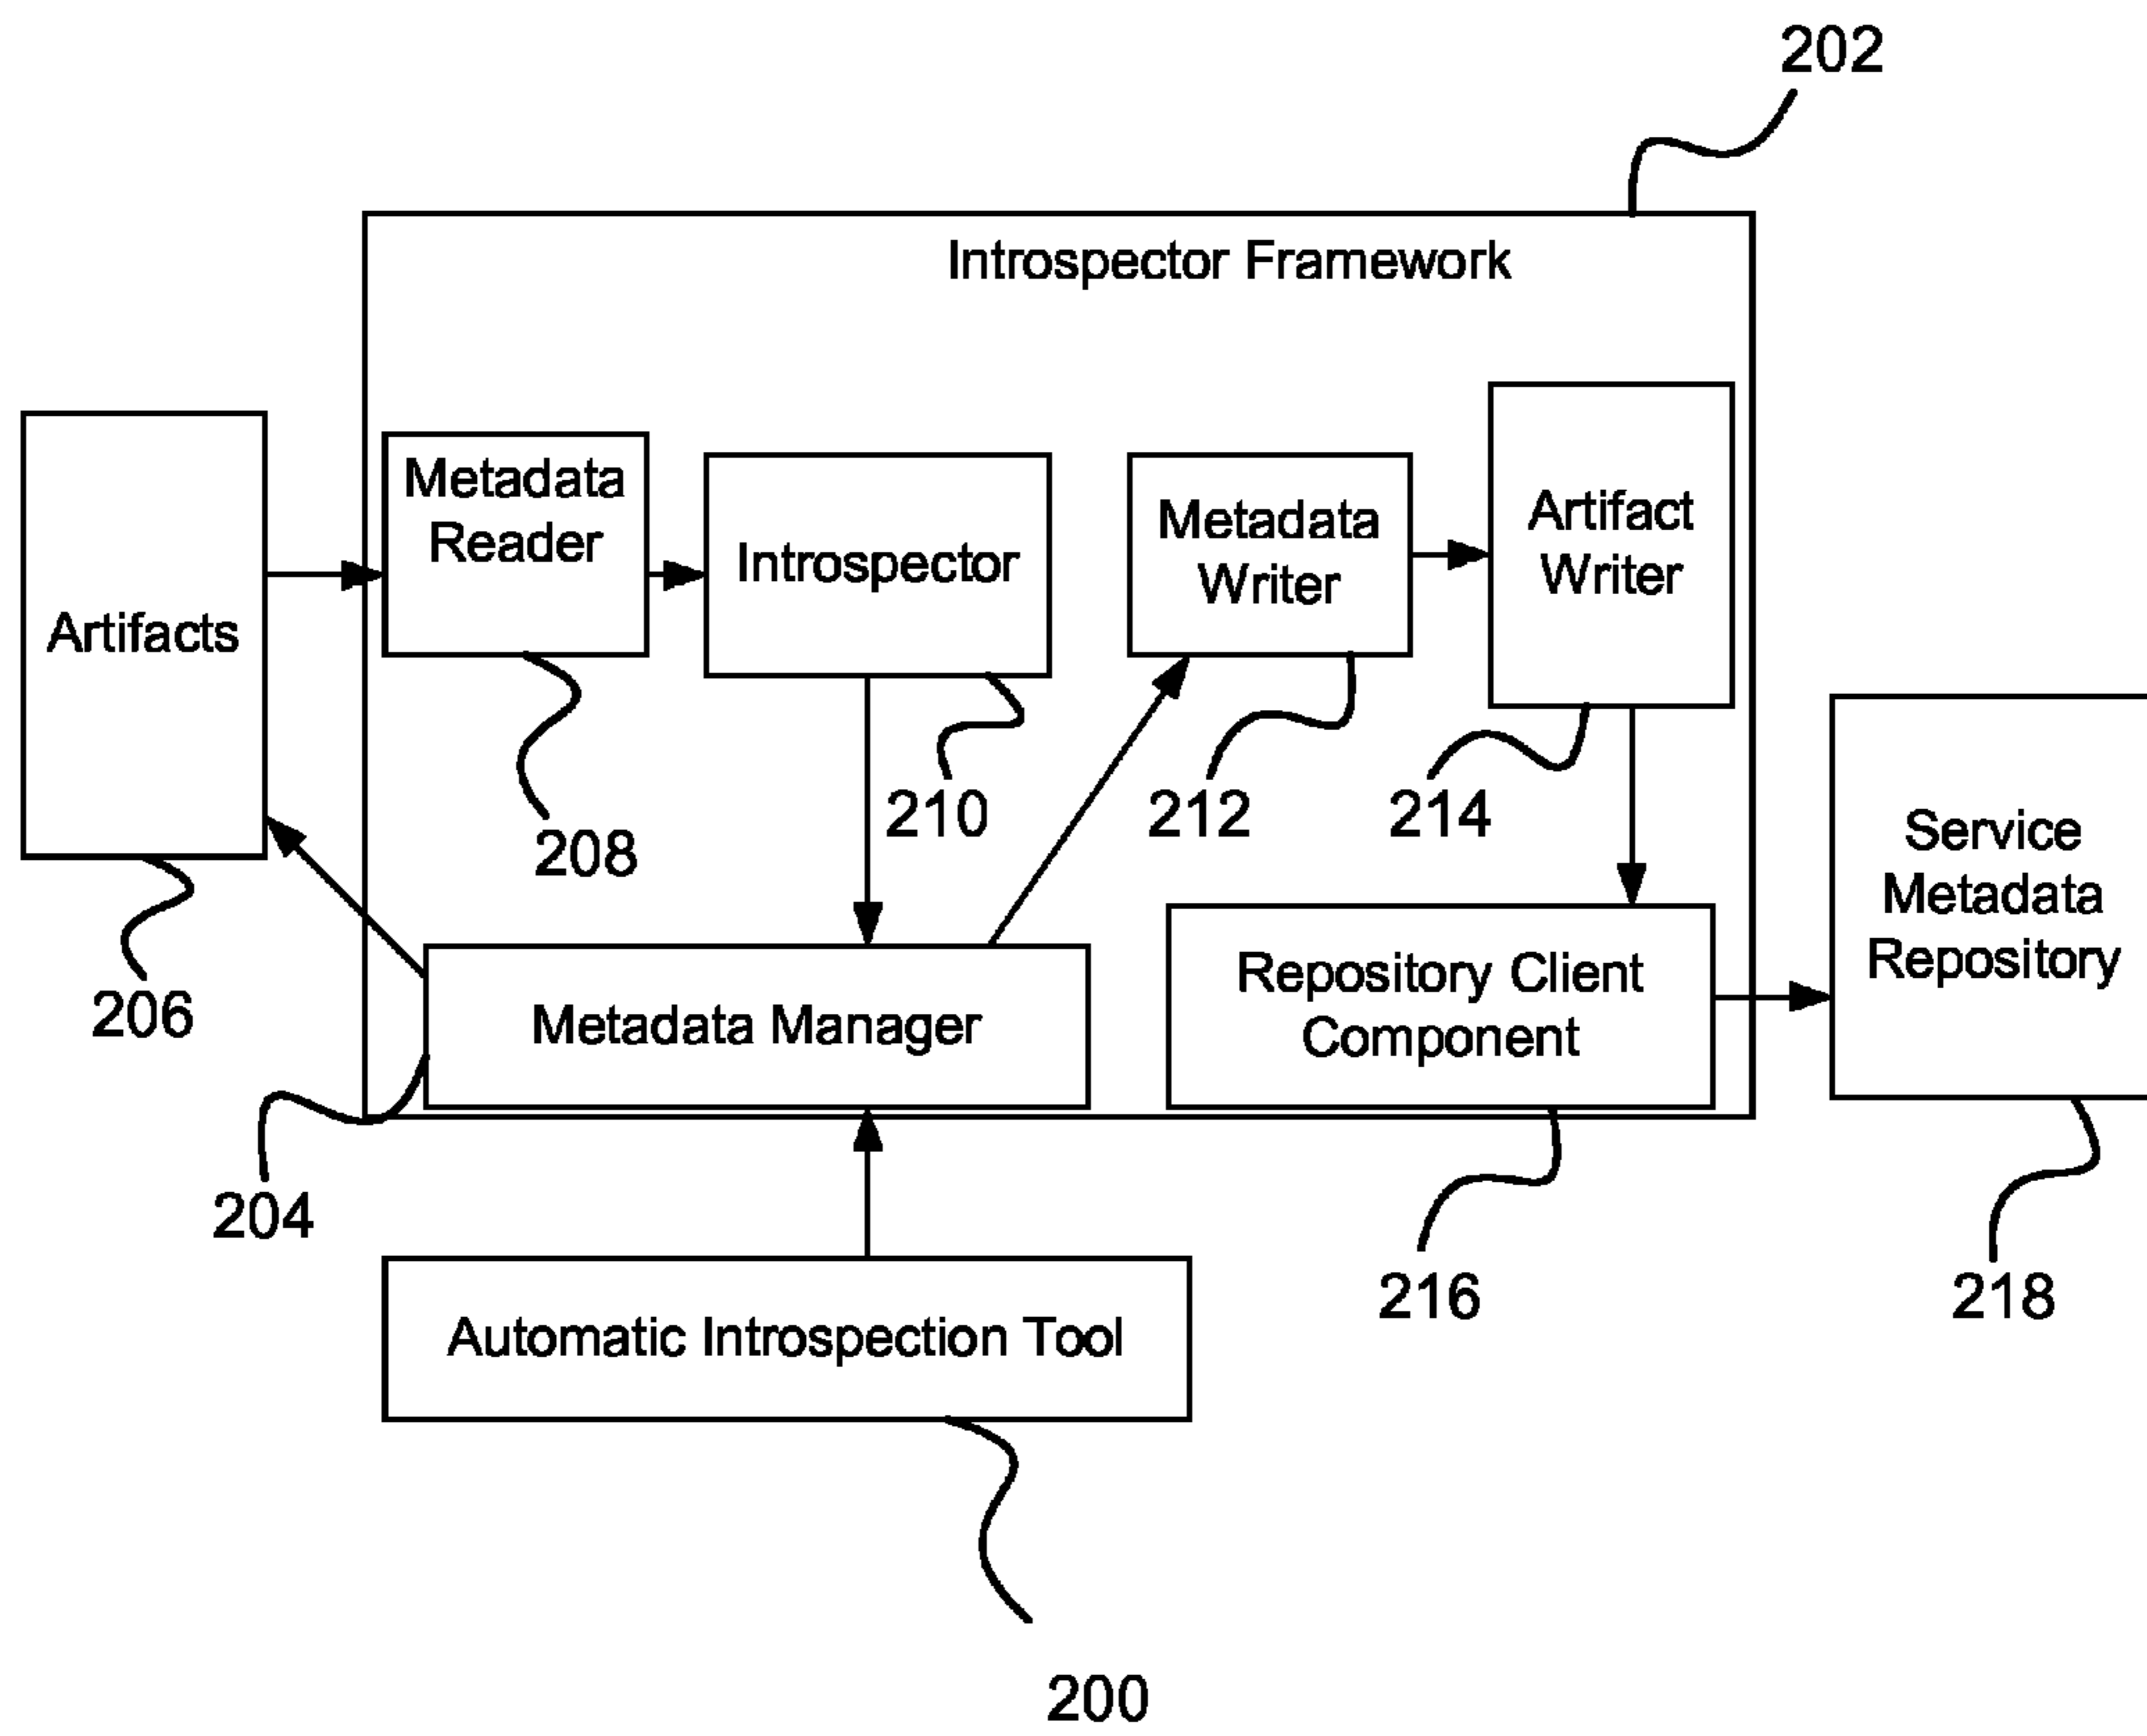 202
Introspector Framework
Metadata
Reader
Introspector
Metadata
Writer
Artifact
Writer
Artifacts
208
210
212
214
Service
Metadata
Repository
206
Metadata Manager
Repository Client
Component
204
216
218
Automatic Introspection Tool
200